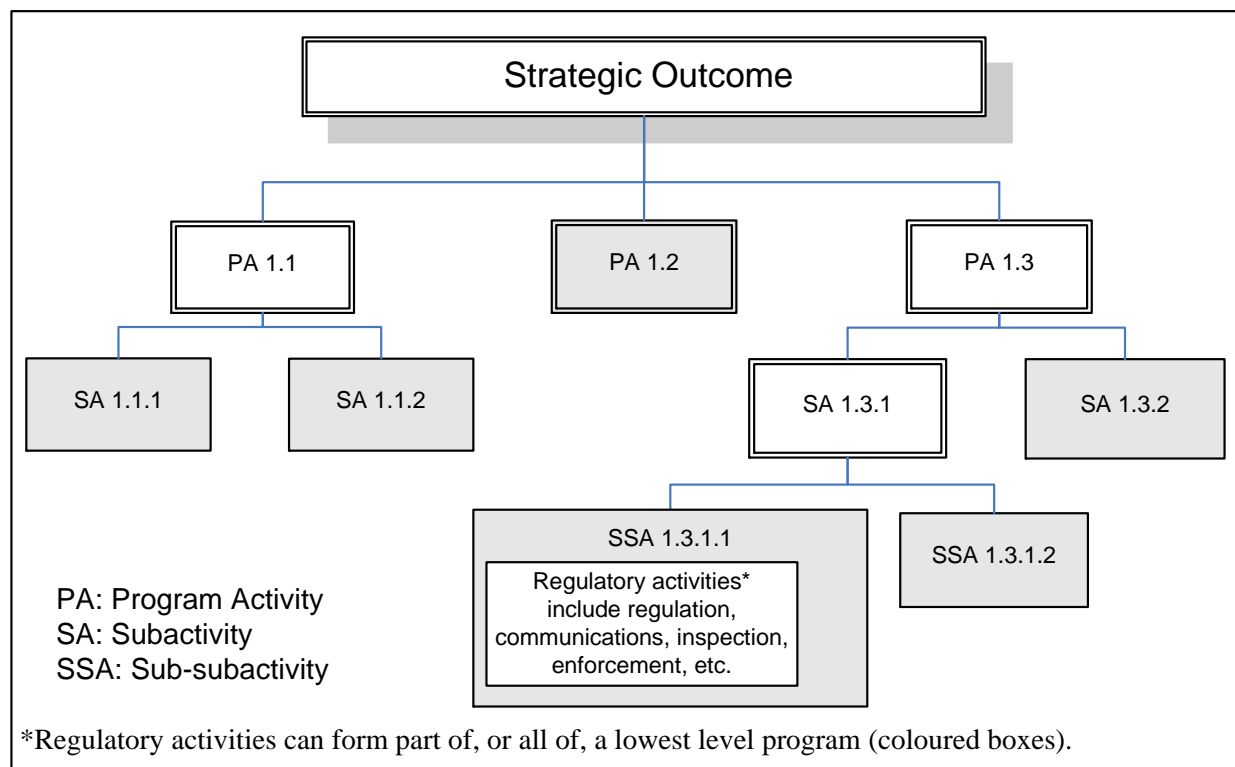 Strategic Outcome
PA 1.1
PA 1.2
PA 1.3
SA 1.1.1
SA 1.1.2
SA 1.3.1
SA 1.3.2
SSA 1.3.1.1
Regulatory activities*
include regulation,
communications, inspection,
enforcement, etc.
SSA 1.3.1.2
PA: Program Activity
SA: Subactivity
SSA: Sub-subactivity
*Regulatory activities can form part of, or all of, a lowest level program (coloured boxes).